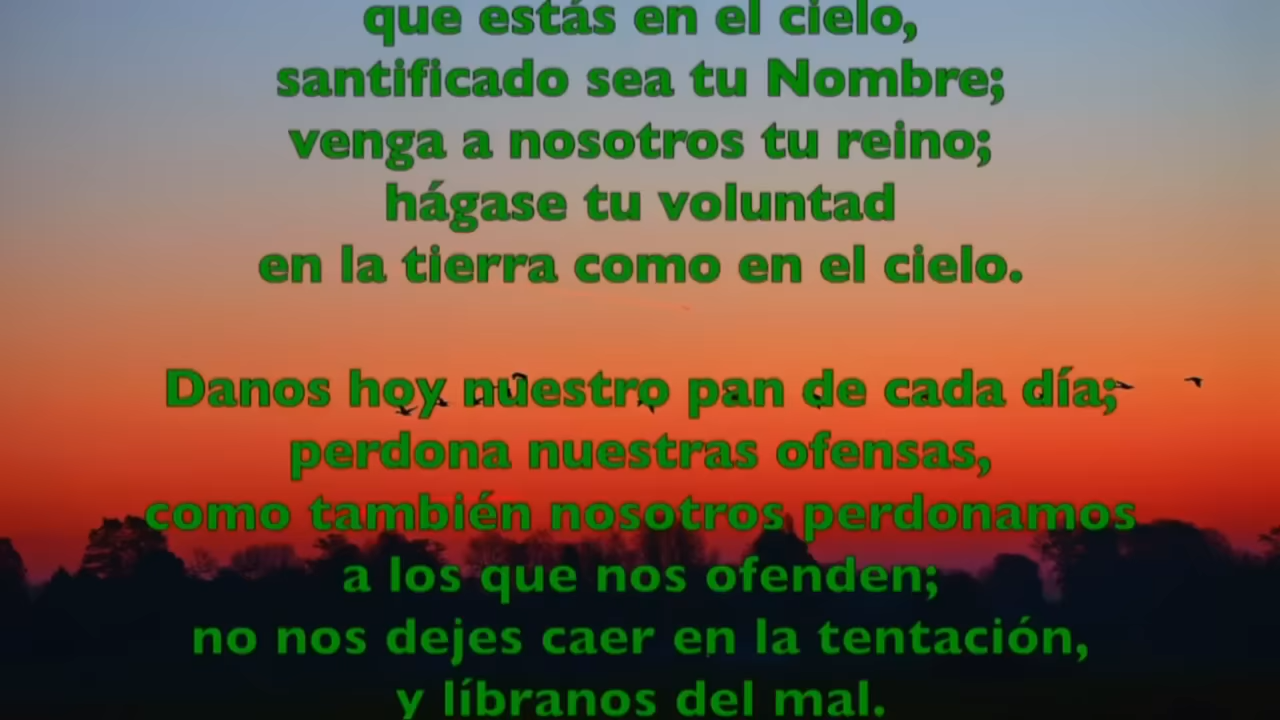 que estás en el cielo,
santificado sea tu Nombre;
venga a nosotros tu reino;
hágase tu voluntad
en la tierra como en el cielo.
Danos hoy nuestro pan de cada día;
perdona nuestras ofensas,
como también nosotros perdonamos
a los que nos ofenden;
no nos dejes caer en la tentación,
y líbranos del mal.